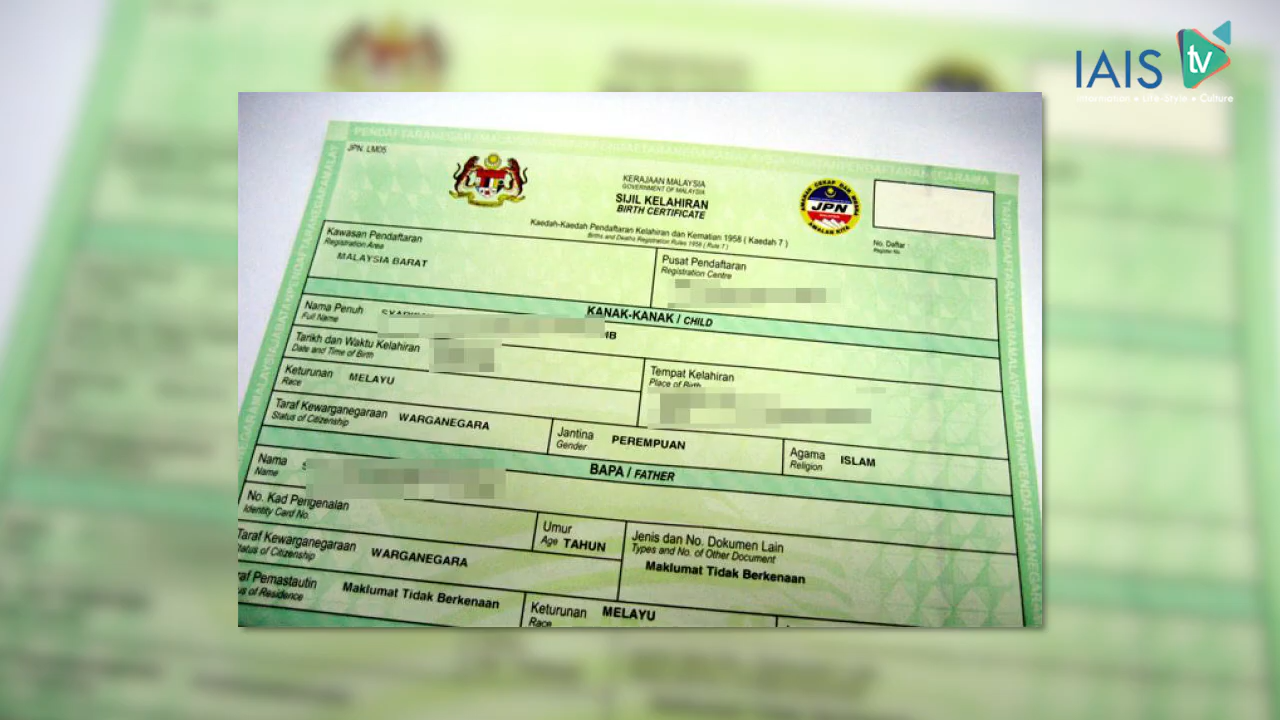 IAIS tv
Information • Life-Style • Culture
JPN. LM05
KERAJAAN MALAYSIA
GOVERNMENT OF MALAYSIA
SIJIL KELAHIRAN
BIRTH CERTIFICATE
Kaedah-Kaedah Pendaftaran Kelahiran dan Kematian 1958 ( Kaedah 7 )
Births and Deaths Registration Rules 1958 ( Rule 7 )
JPN
No. Daftar
Register No.
Kawasan Pendaftaran
Registration Area
MALAYSIA BARAT
Pusat Pendaftaran
Registration Centre
KANAK-KANAK / CHILD
Nama Penuh
Full Name
Tarikh dan Waktu Kelahiran
Date and Time of Birth
Tempat Kelahiran
Place of Birth
Keturunan MELAYU
Race
Taraf Kewarganegaraan WARGANEGARA
Status of Citizenship
Jantina PEREMPUAN
Gender
Agama ISLAM
Religion
BAPA / FATHER
Nama
Name
No. Kad Pengenalan
Identity Card No.
Umur
Age TAHUN
Jenis dan No. Dokumen Lain
Types and No. of Other Document
Maklumat Tidak Berkenaan
Taraf Kewarganegaraan WARGANEGARA
Status of Citizenship
raf Pemastautin Maklumat Tidak Berkenaan
us of Residence
Keturunan MELAYU
Race